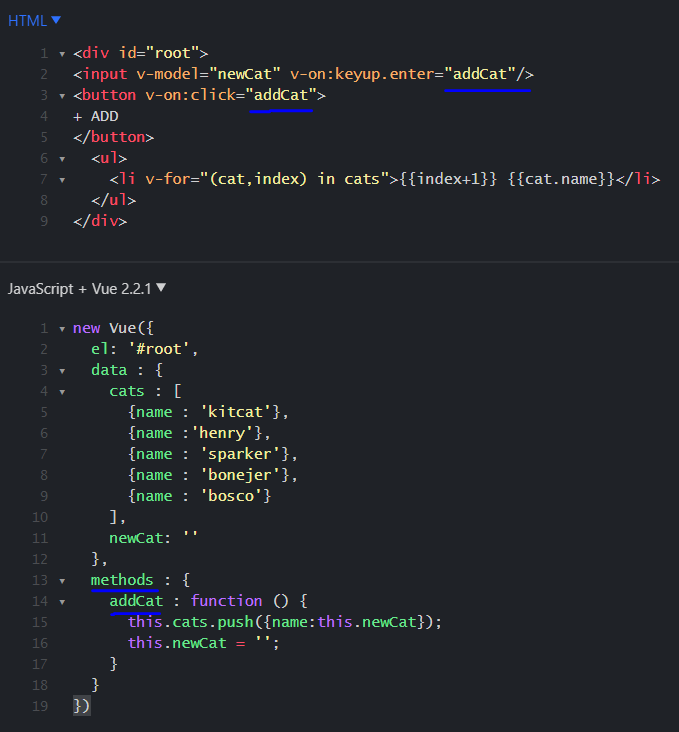 HTML ▼
1 ▾ <div id="root">
2 <input v-model="newCat" v-on:keyup.enter="addCat"/>
3 ▾ <button v-on:click="addCat">
4 + ADD
5 </button>
6 ▾   <ul>
7 ▾     <li v-for="(cat,index) in cats">{{index+1}} {{cat.name}}</li>
8   </ul>
9 </div>
JavaScript + Vue 2.2.1 ▼
1 ▾ new Vue({
2   el: '#root',
3 ▾   data : {
4 ▾     cats : [
5       {name : 'kitcat'},
6       {name :'henry'},
7       {name : 'sparker'},
8       {name : 'bonejer'},
9       {name : 'bosco'}
10     ],
11     newCat: ''
12   },
13 ▾   methods : {
14 ▾     addCat : function () {
15       this.cats.push({name:this.newCat});
16       this.newCat = '';
17     }
18   }
19 })